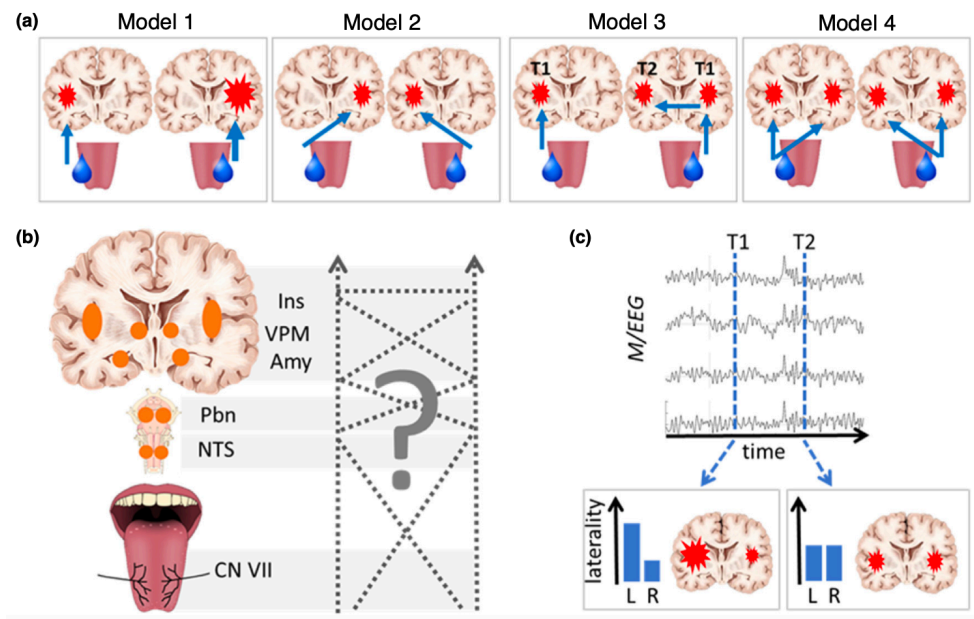 (a)
Model 1 Model 2 Model 3 Model 4
T1 T2 T1
(b)
Ins
VPM
Amy
Pbn
NTS
CN VII
?
(c)
T1 T2
M/EEG
time
laterality
L R
L R